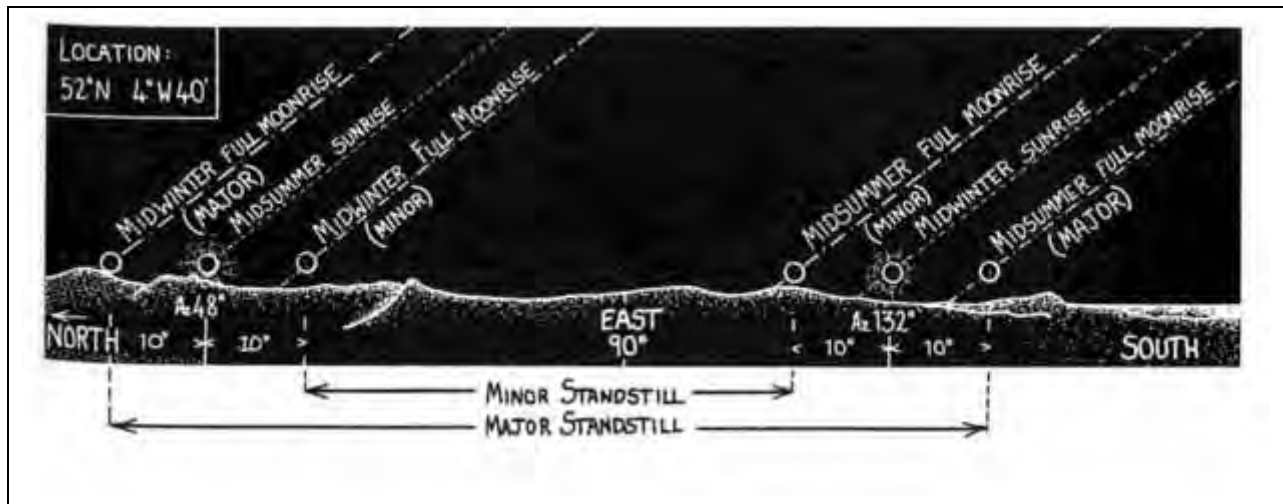 LOCATION:
52°N 4°W40'
MIDWINTER FULL MOONRISE
(MAJOR)
MIDSUMMER SUNRISE
MIDWINTER FULL MOONRISE
(MINOR)
MIDSUMMER FULL MOONRISE
(MINOR)
MIDWINTER SUNRISE
MIDSUMMER FULL MOONRISE
(MAJOR)
Az 48°
EAST
90°
Az 132°
NORTH 10° 10°
10° 10° SOUTH
MINOR STANDSTILL
MAJOR STANDSTILL